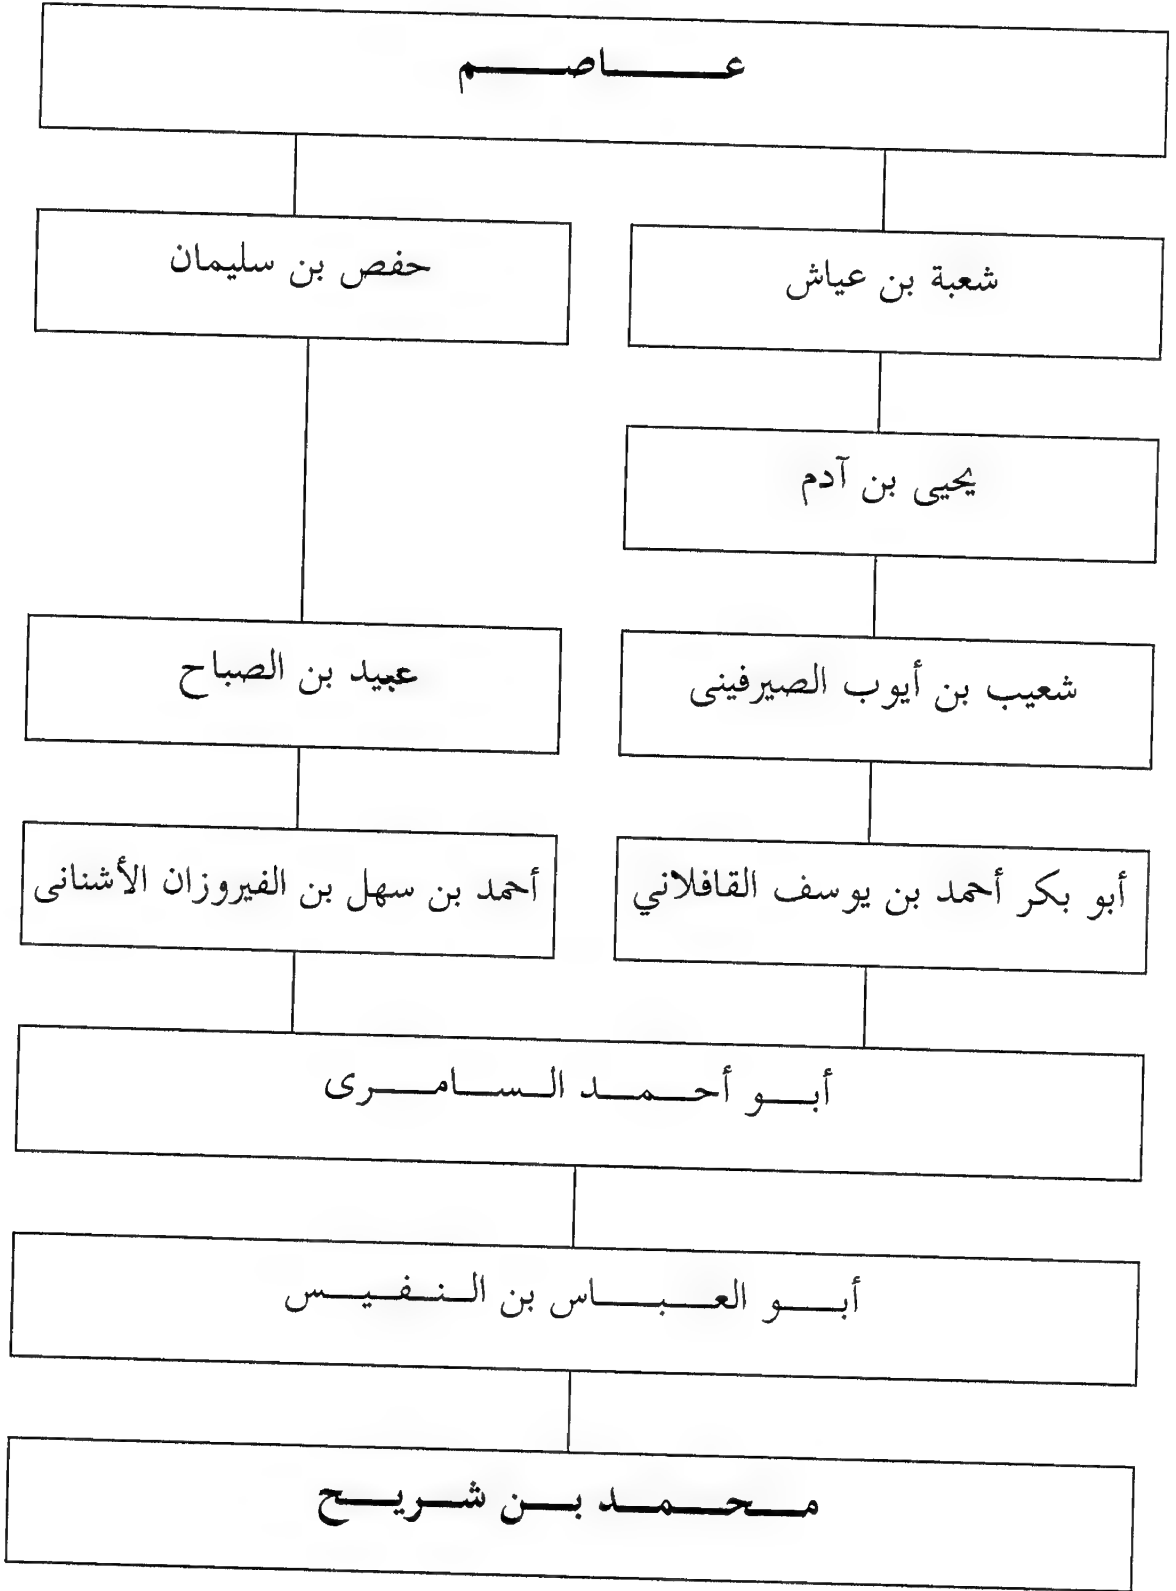 عاصم
شعبة بن عياش
حفص بن سليمان
يحيى بن آدم
شعيب بن أيوب الصيرفينى
عبيد بن الصباح
أبو بكر أحمد بن يوسف القافلاني
أحمد بن سهل بن الفيروزان الأشنانى
أبو أحمد السامرى
أبو العباس بن النفيس
محمد بن شريح